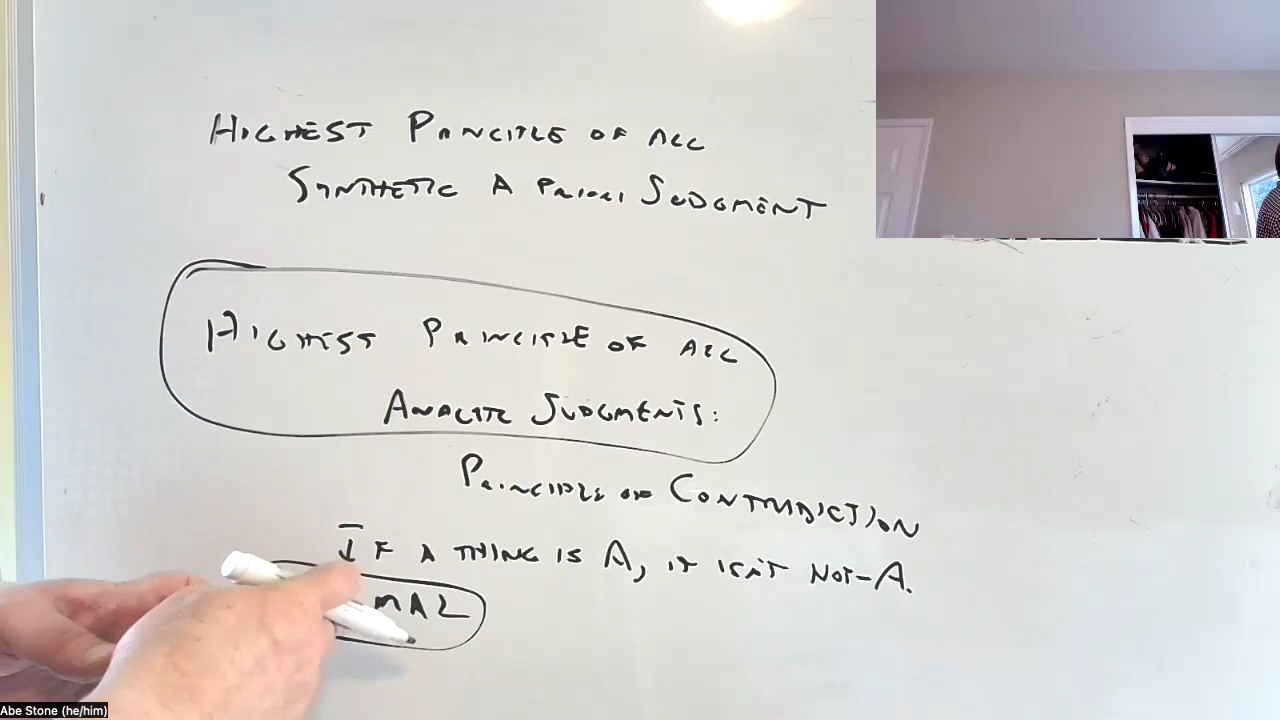 HIGHEST PRINCIPLE OF ALL
SYNTHETIC A PRIORI JUDGMENT
HIGHEST PRINCIPLE OF ALL
ANALYTIC JUDGMENTS:
PRINCIPLE OF CONTRADICTION
IF A THING IS A, IT ISN'T NOT-A.
MAL
Abe Stone (he/him)